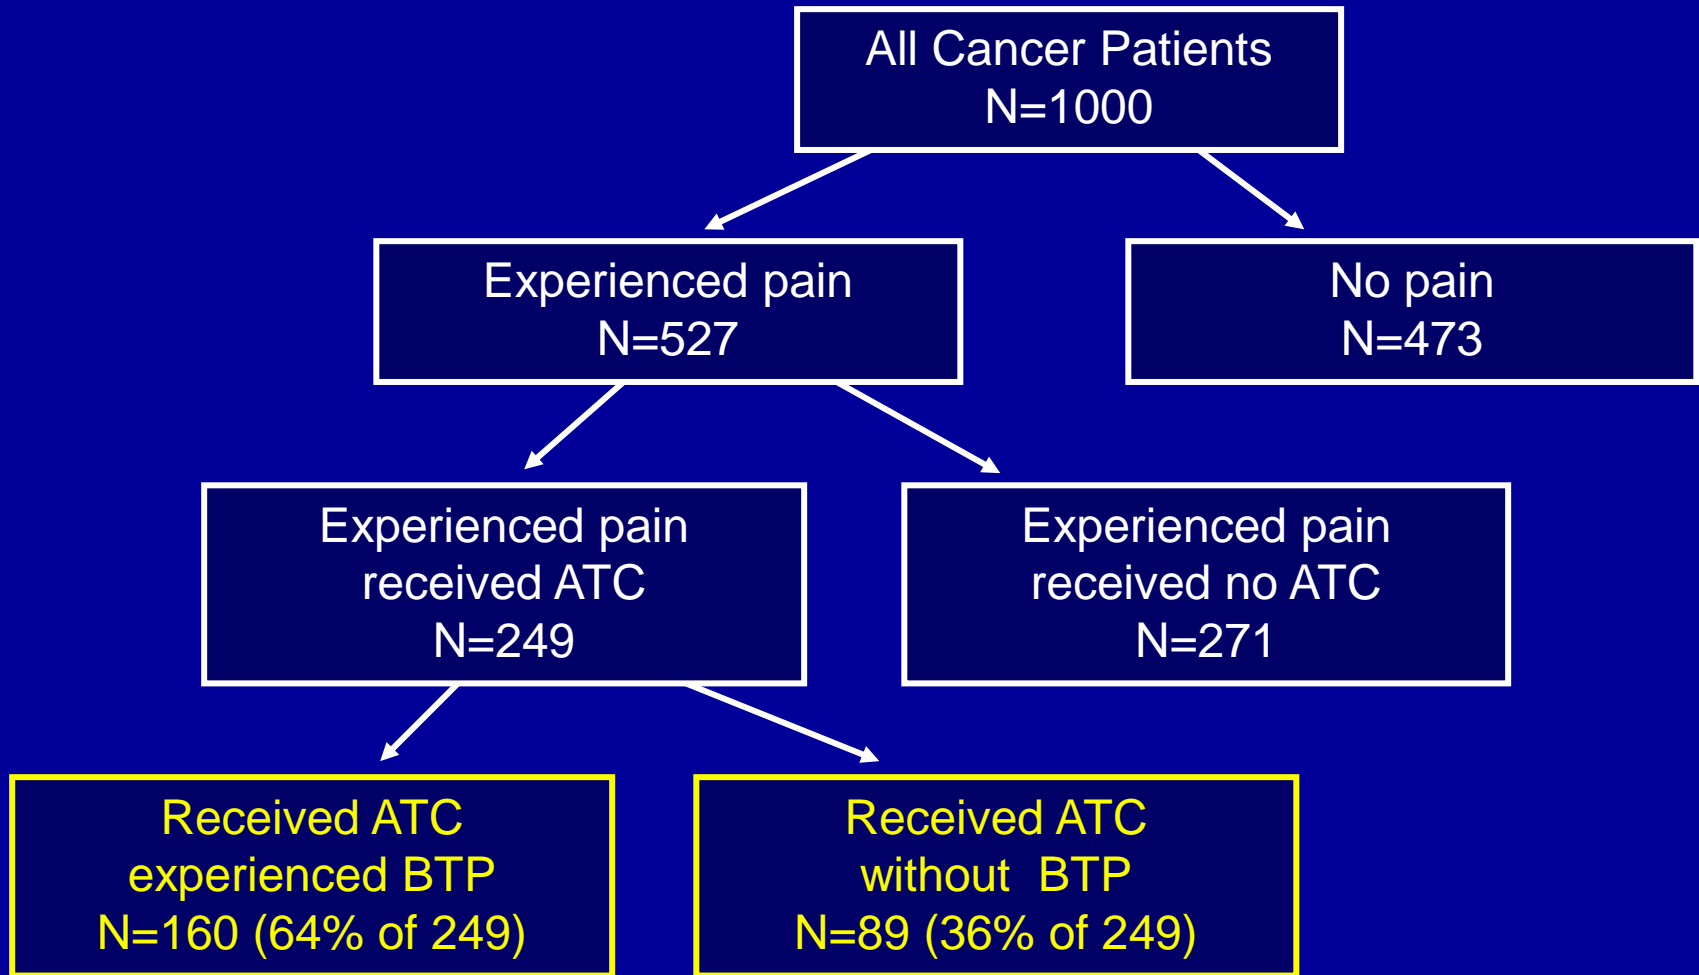 All Cancer Patients
N=1000
Experienced pain
N=527
No pain
N=473
Experienced pain
received ATC
N=249
Experienced pain
received no ATC
N=271
Received ATC
experienced BTP
N=160 (64% of 249)
Received ATC
without  BTP
N=89 (36% of 249)